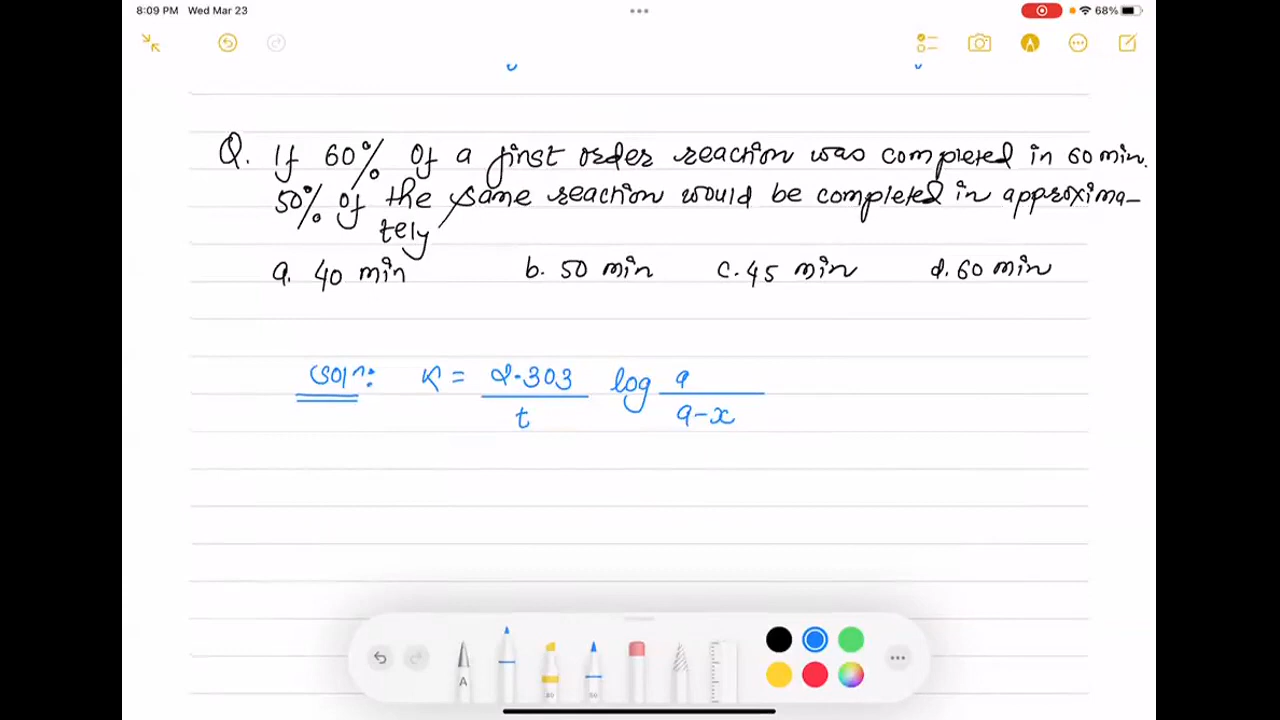 8:09 PM Wed Mar 23
68%
Q. If 60% of a first order reaction was completed in 60 min.
50% of the same reaction would be completed in approxima-
tely
a. 40 min b. 50 min c. 45 min d. 60 min
Soln: K = 2.303 / t log a / a-x
A
80
50